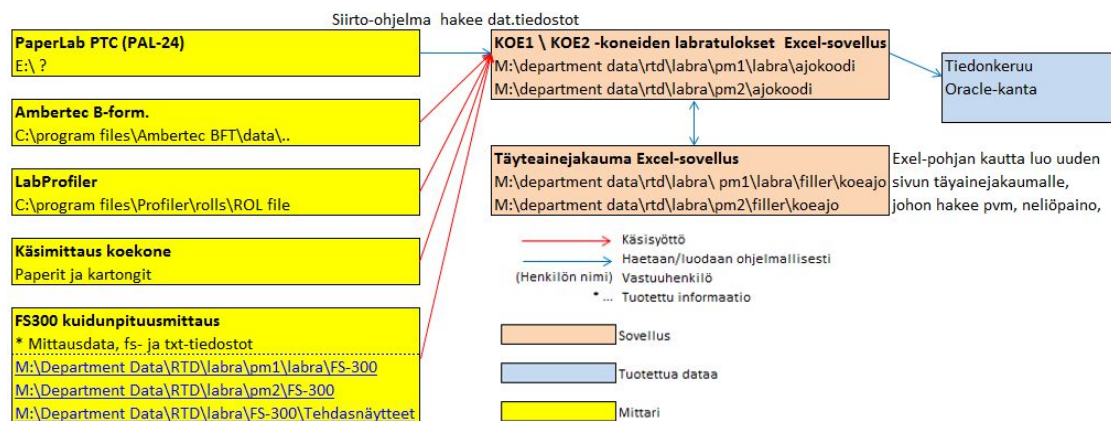 Siirto-ohjelma hakee dat.tiedostot
PaperLab PTC (PAL-24)
E:\ ?
Ambertec B-form.
C:\program files\Ambertec BFT\data\..
LabProfiler
C:\program files\Profiler\rolls\ROL file
Käsimittaus koekone
Paperit ja kartongit
FS300 kuidunpituusmittaus
* Mittausdata, fs- ja txt-tiedostot
M:\Department Data\RTD\labra\pm1\labra\FS-300
M:\Department Data\RTD\labra\pm2\FS-300
M:\Department Data\RTD\labra\FS-300\Tehdasnäytteet
KOE1 \ KOE2 -koneiden labratulokset Excel-sovellus
M:\department data\rtd\labra\pm1\labra\ajokoodi
M:\department data\rtd\labra\pm2\ajokoodi
Tiedonkeruu
Oracle-kanta
Täyteainejakauma Excel-sovellus
M:\department data\rtd\labra\ pm1\labra\filler\koeajo
M:\department data\rtd\labra\pm2\filler\koeajo
Exel-pohjan kautta luo uuden
sivun täyainejakaumalle,
johon hakee pvm, neliöpaino,
Käsisyöttö
Haetaan/luodaan ohjelmallisesti
(Henkilön nimi) Vastuuhenkilö
* ... Tuotettu informaatio
Sovellus
Tuotettua dataa
Mittari